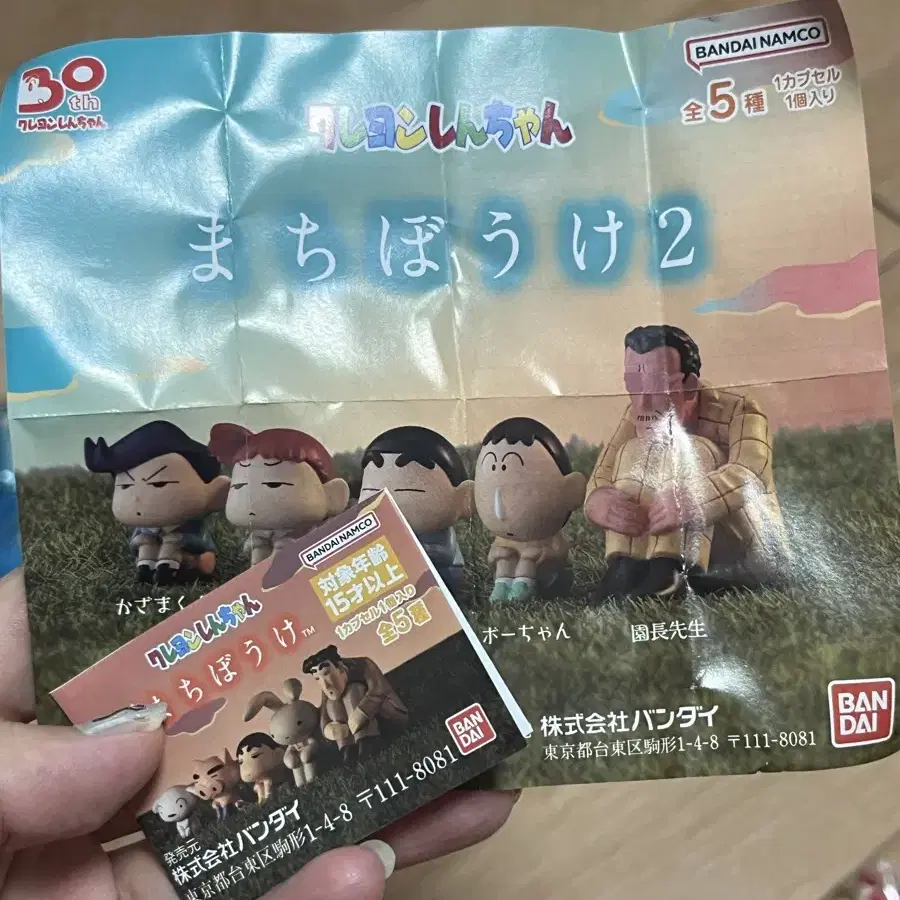 30th
クレヨンしんちゃん
BANDAI NAMCO
全5種
1カプセル
1個入り
クレヨンしんちゃん
まちぼうけ2
かざまく
ボーちゃん
園長先生
株式会社バンダイ
東京都台東区駒形1-4-8 〒111-8081
BAN
DAI
BANDAI NAMCO
対象年齢
15才以上
1カプセル1個入り
全5種
クレヨンしんちゃん
まちぼうけ™
BAN
DAI
発売元
株式会社バンダイ
東京都台東区駒形1-4-8 〒111-8081